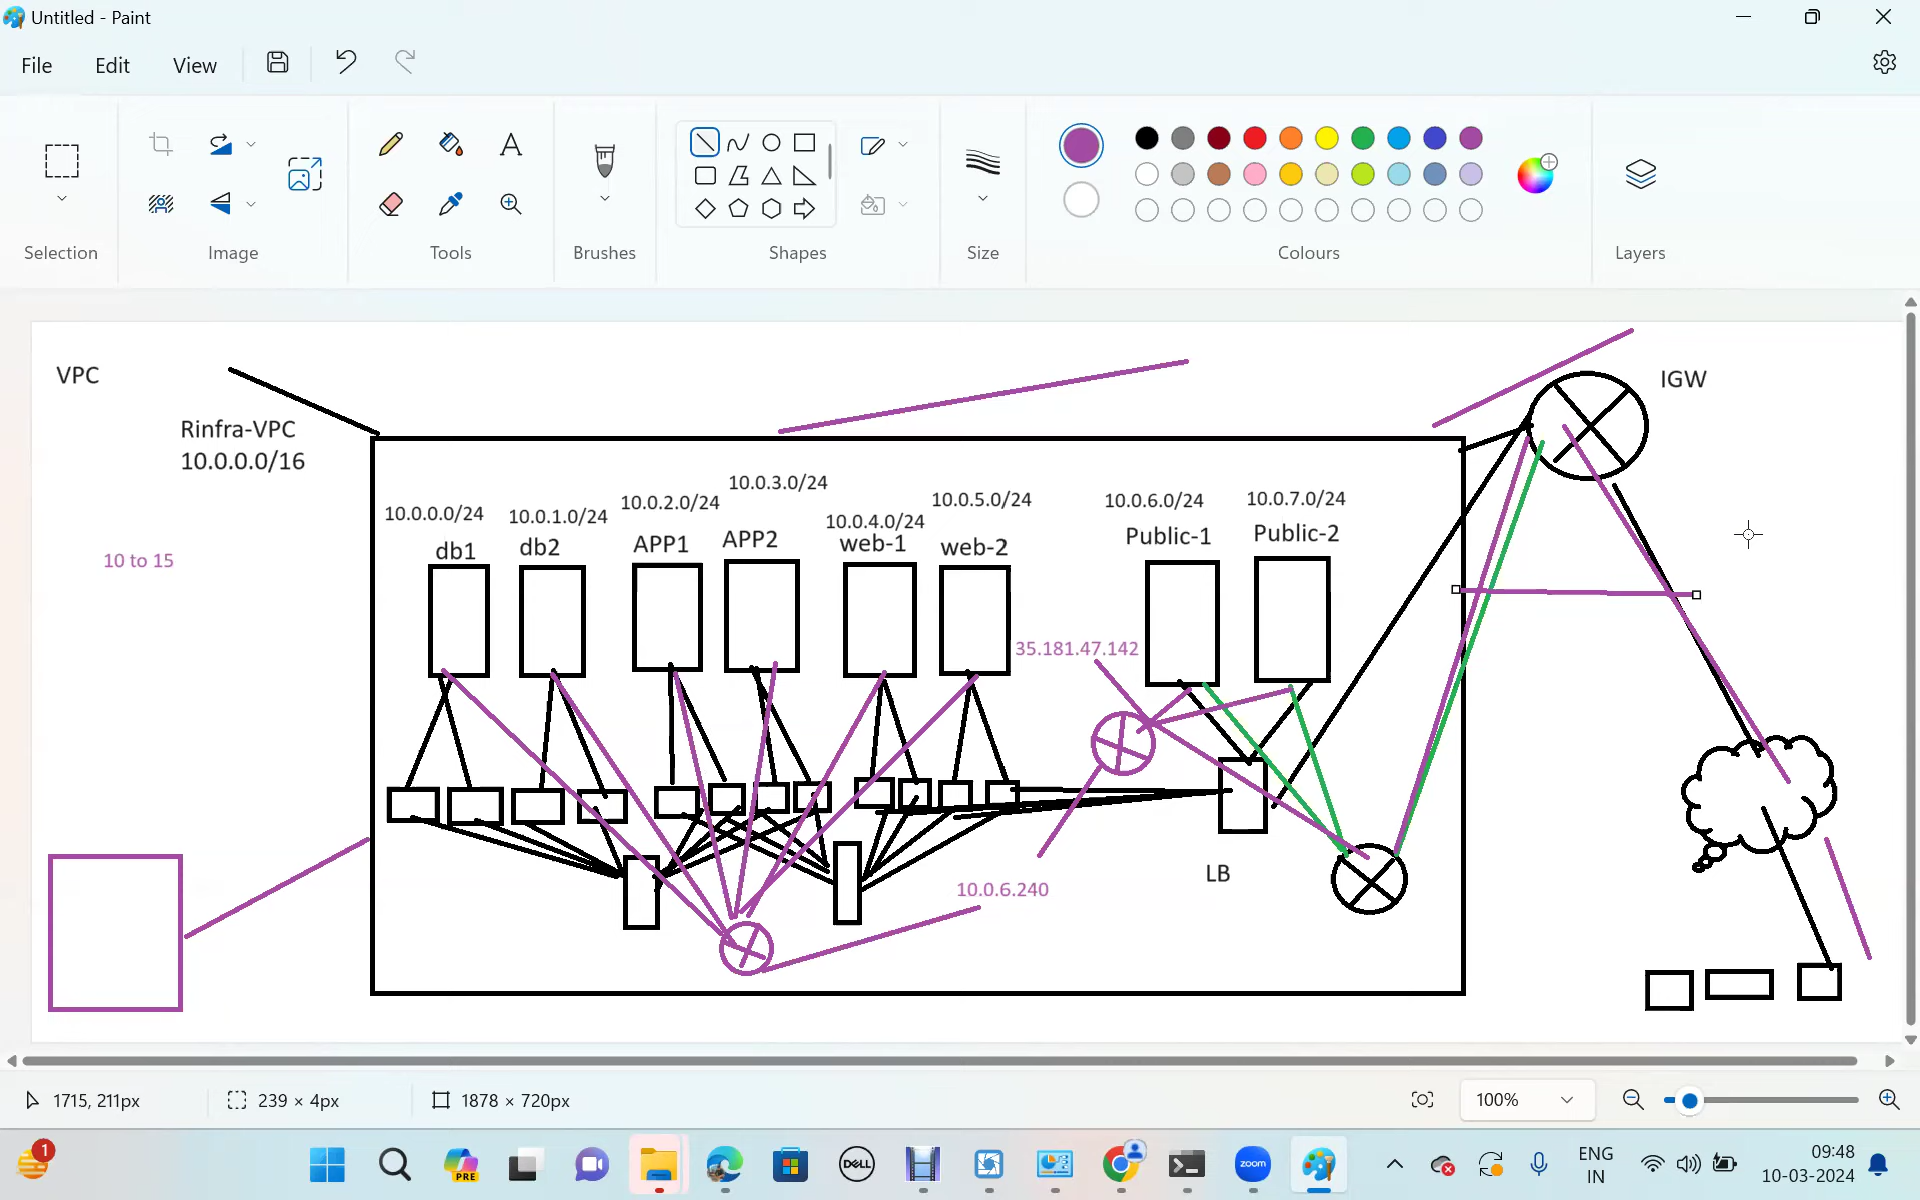 Untitled - Paint
File
Edit
View
Selection
Image
Tools
Brushes
Shapes
Size
Colours
Layers
VPC
IGW
Rinfra-VPC
10.0.0.0/16
10.0.0.0/24
10.0.1.0/24
10.0.2.0/24
10.0.3.0/24
10.0.4.0/24
10.0.5.0/24
10.0.6.0/24
10.0.7.0/24
db1
db2
APP1
APP2
web-1
web-2
Public-1
Public-2
10 to 15
35.181.47.142
LB
10.0.6.240
1715, 211px
239 × 4px
1878 × 720px
100%
1
PRE
DELL
zoom
ENG
IN
09:48
10-03-2024